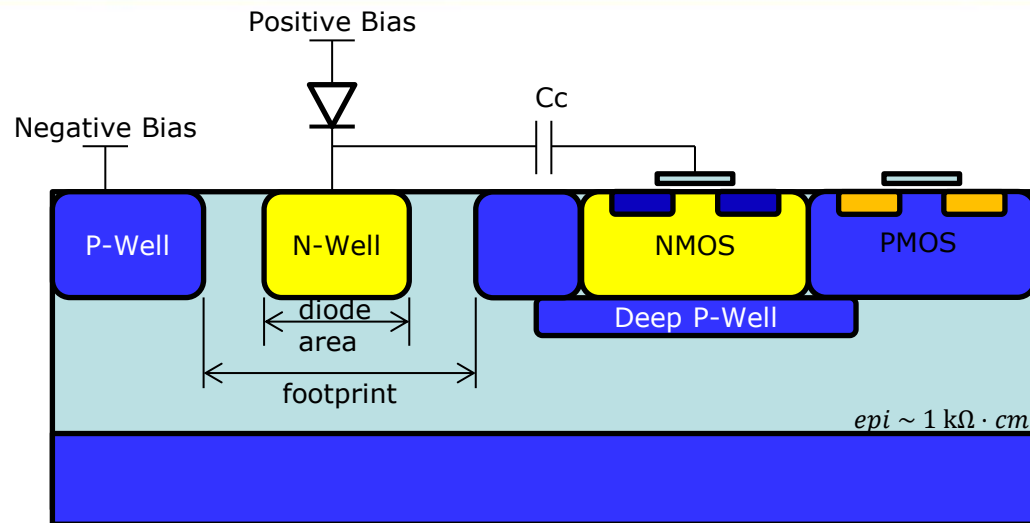 Positive Bias
Cc
Negative Bias
P-Well
N-Well
NMOS
PMOS
diode
area
Deep P-Well
footprint
epi ~ 1 kΩ · cm